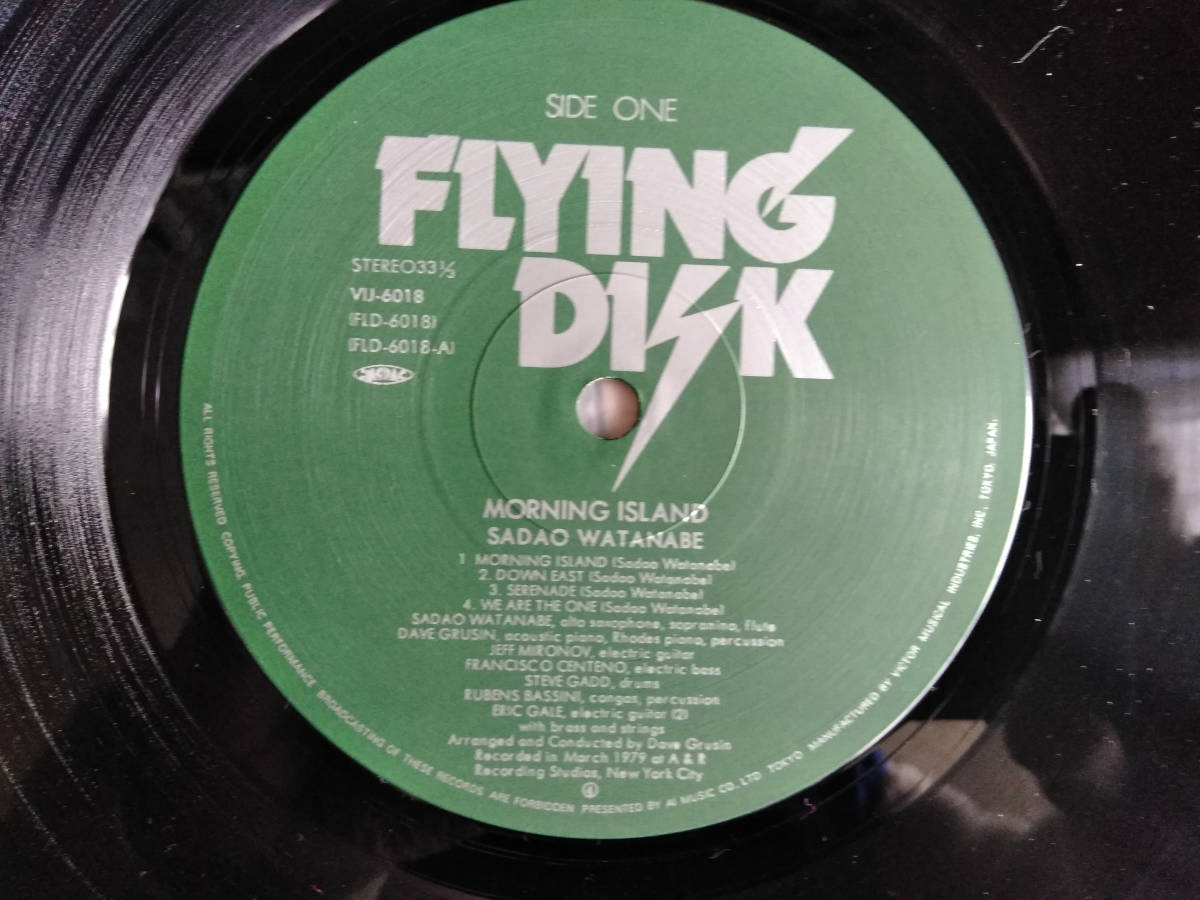 SIDE ONE
FLYING
DISK
STEREO33⅓
VIJ-6018
(FLD-6018)
(FLD-6018-A)
MORNING ISLAND
SADAO WATANABE
1 MORNING ISLAND (Sadao Watanabe)
2. DOWN EAST (Sadao Watanabe)
3. SERENADE (Sadao Watanabe)
4. WE ARE THE ONE (Sadao Watanabe)
SADAO WATANABE, alto saxophone, sopranino, flute
DAVE GRUSIN, acoustic piano, Rhodes piano, percussion
JEFF MIRONOV, electric guitar
FRANCISCO CENTENO, electric bass
STEVE GADD, drums
RUBENS BASSINI, congas, percussion
ERIC GALE, electric guitar (2)
with brass and strings
Arranged and Conducted by Dave Grusin
Recorded in March 1979 at A & R
Recording Studios, New York City
④
ALL RIGHTS RESERVED COPYING PUBLIC PERFORMANCE BROADCASTING OF THESE RECORDS ARE FORBIDDEN PRESENTED BY AI MUSIC CO., LTD TOKYO MANUFACTURED BY VICTOR MUSICAL INDUSTRIES, INC., TOKYO, JAPAN.